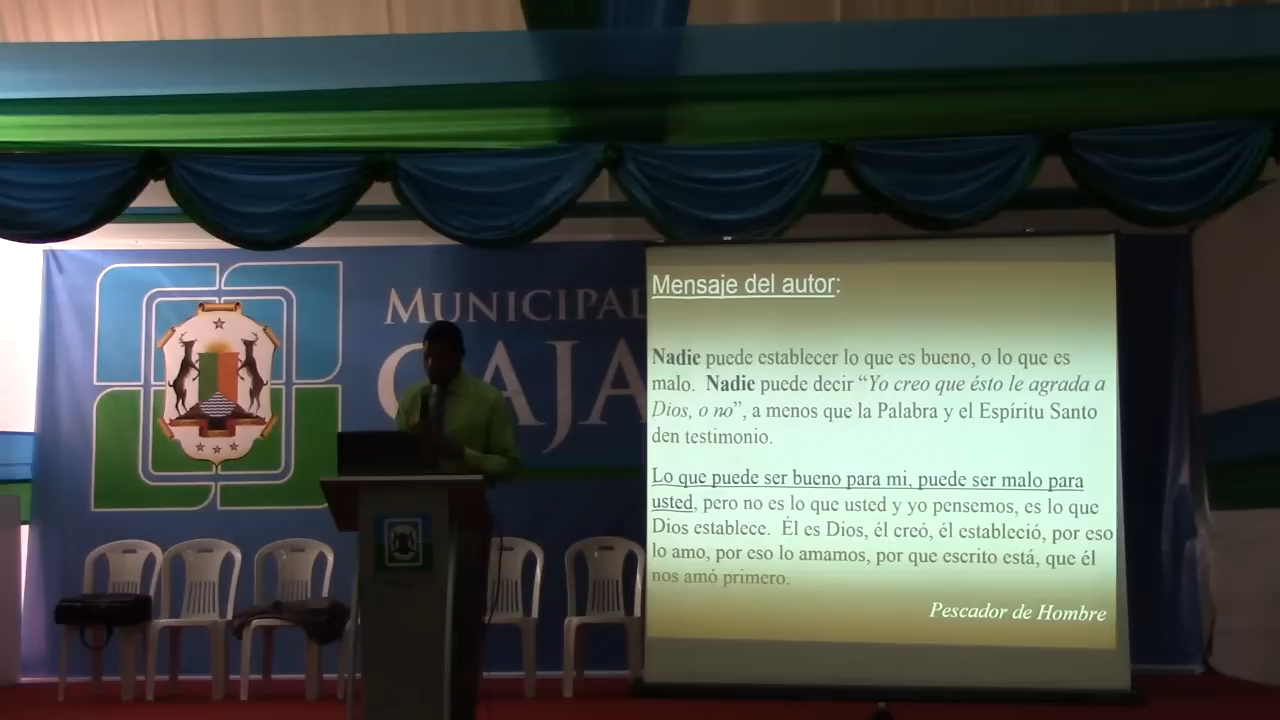 MUNICIPAL
CAJA
Mensaje del autor:
Nadie puede establecer lo que es bueno, o lo que es
malo. Nadie puede decir “Yo creo que ésto le agrada a
Dios, o no”, a menos que la Palabra y el Espíritu Santo
den testimonio.
Lo que puede ser bueno para mi, puede ser malo para
usted, pero no es lo que usted y yo pensemos, es lo que
Dios establece. Él es Dios, él creó, él estableció, por eso
lo amo, por eso lo amamos, por que escrito está, que él
nos amó primero.
Pescador de Hombre